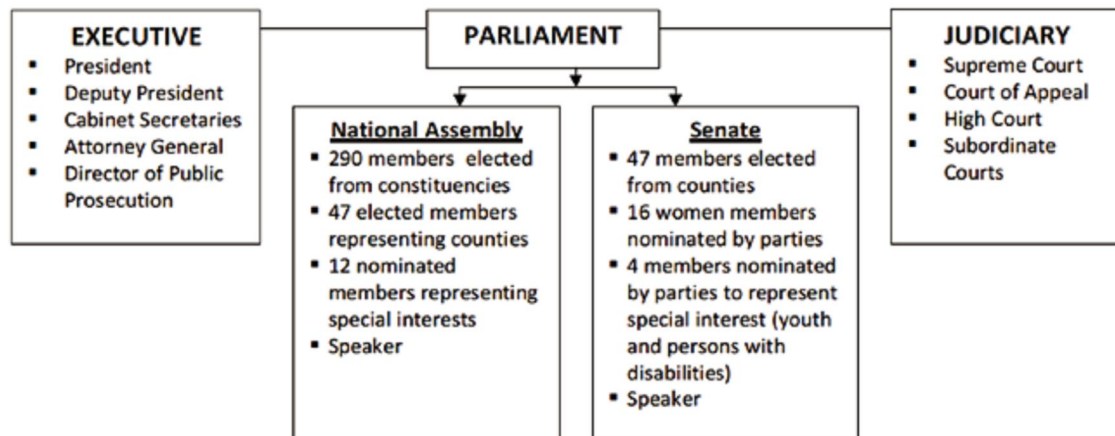 EXECUTIVE
▪ President
▪ Deputy President
▪ Cabinet Secretaries
▪ Attorney General
▪ Director of Public
Prosecution
PARLIAMENT
National Assembly
▪ 290 members elected
from constituencies
▪ 47 elected members
representing counties
▪ 12 nominated
members representing
special interests
▪ Speaker
Senate
▪ 47 members elected
from counties
▪ 16 women members
nominated by parties
▪ 4 members nominated
by parties to represent
special interest (youth
and persons with
disabilities)
▪ Speaker
JUDICIARY
▪ Supreme Court
▪ Court of Appeal
▪ High Court
▪ Subordinate
Courts